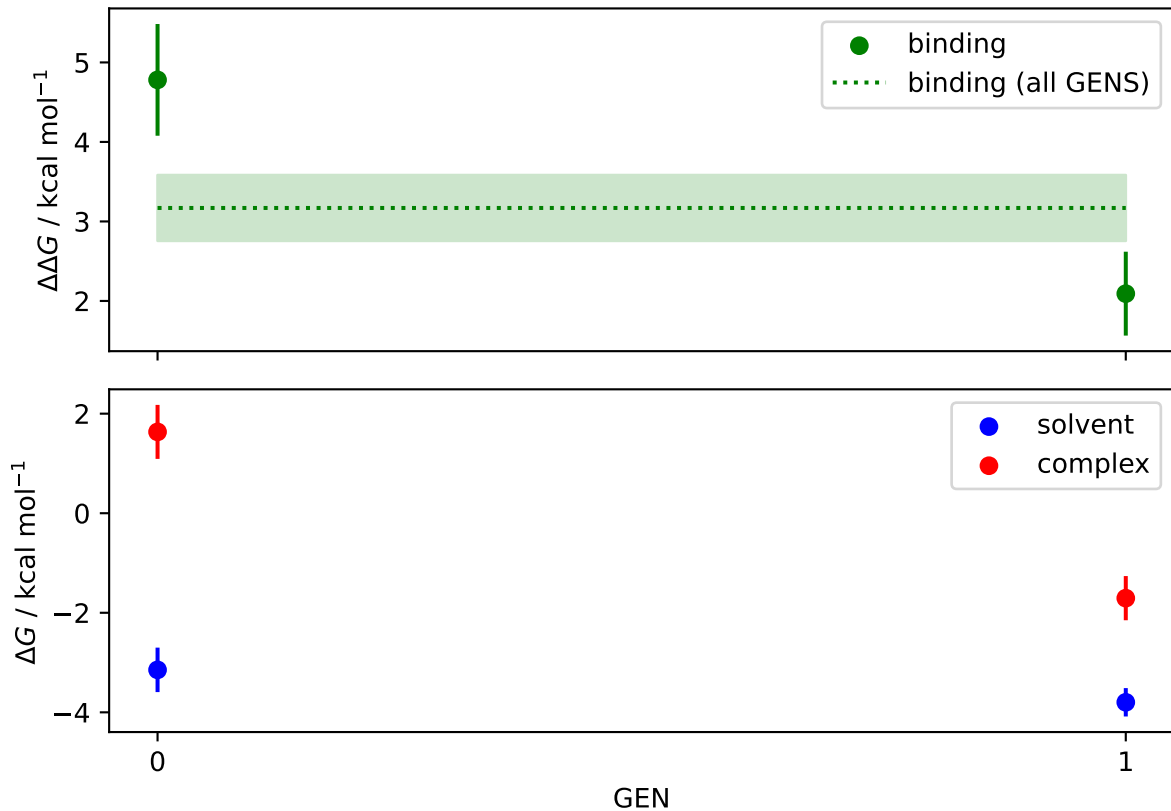 binding
binding (all GENS)
ΔΔG / kcal mol⁻¹
5
4
3
2
solvent
complex
ΔG / kcal mol⁻¹
2
0
−2
−4
0
1
GEN